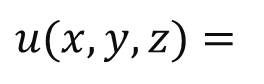 u(x, y, z) =